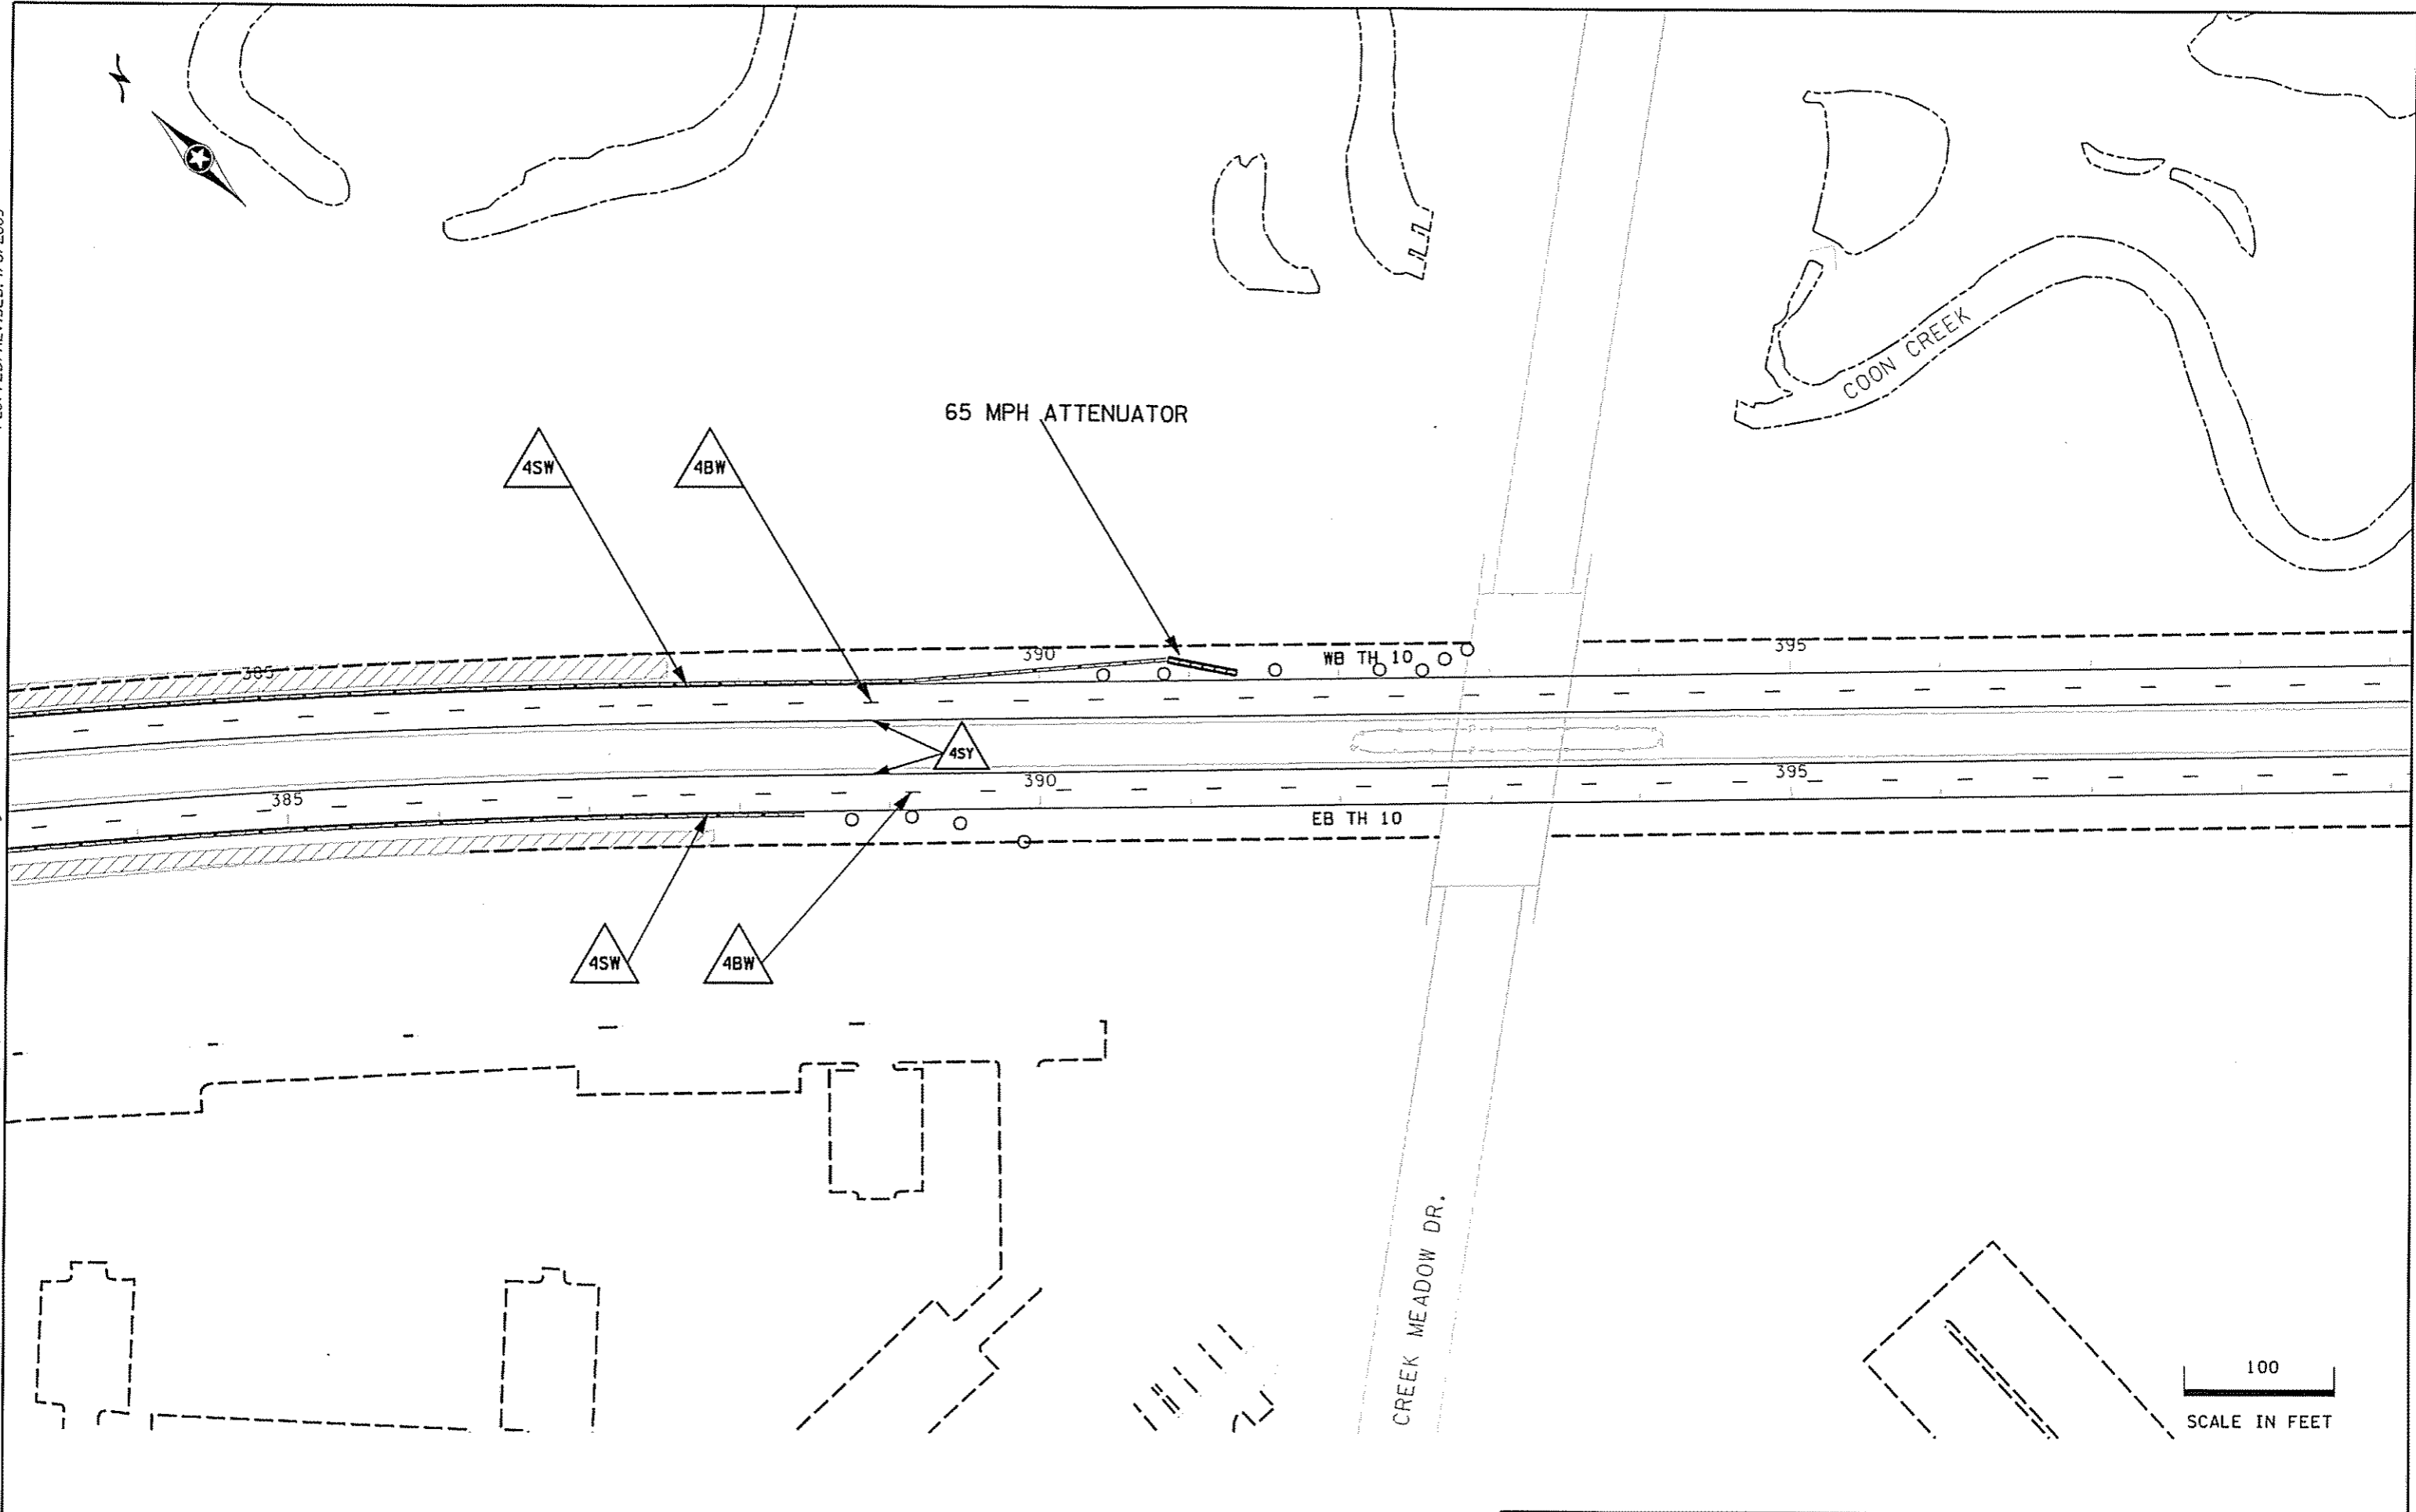 COON CREEK
65 MPH ATTENUATOR
4SW
4BW
390
WB TH 10
395
385
4SY
390
395
385
EB TH 10
4SW
4BW
CREEK MEADOW DR.
100
SCALE IN FEET